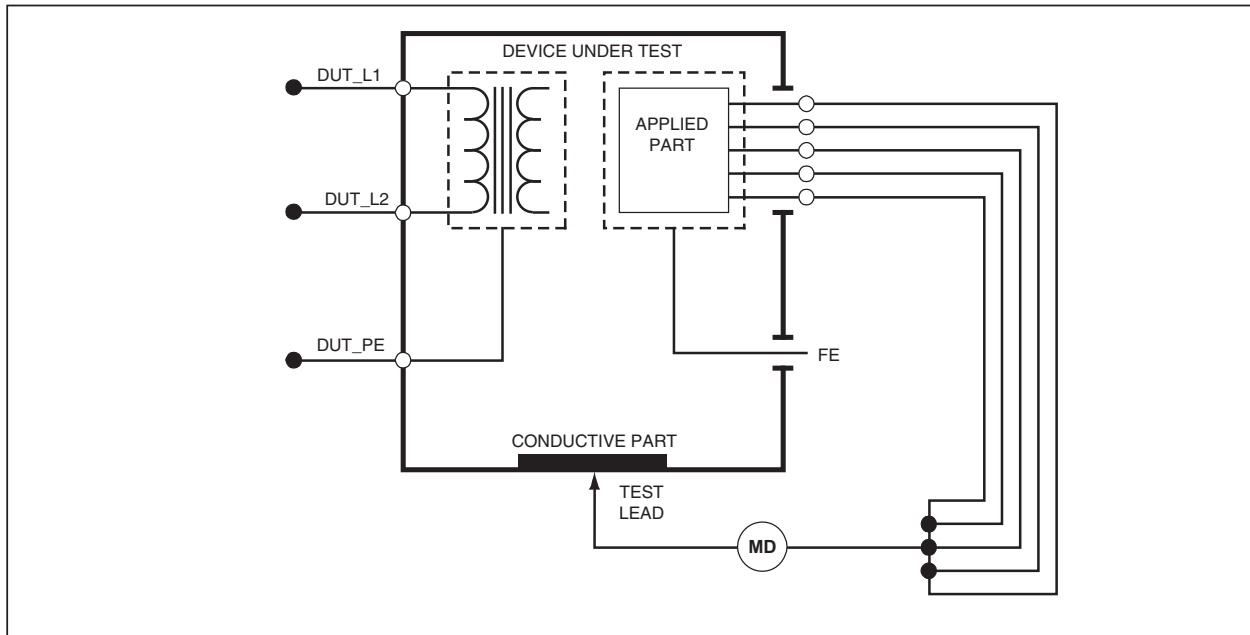 DEVICE UNDER TEST
DUT_L1
APPLIED
PART
DUT_L2
DUT_PE
FE
CONDUCTIVE PART
TEST
LEAD
MD